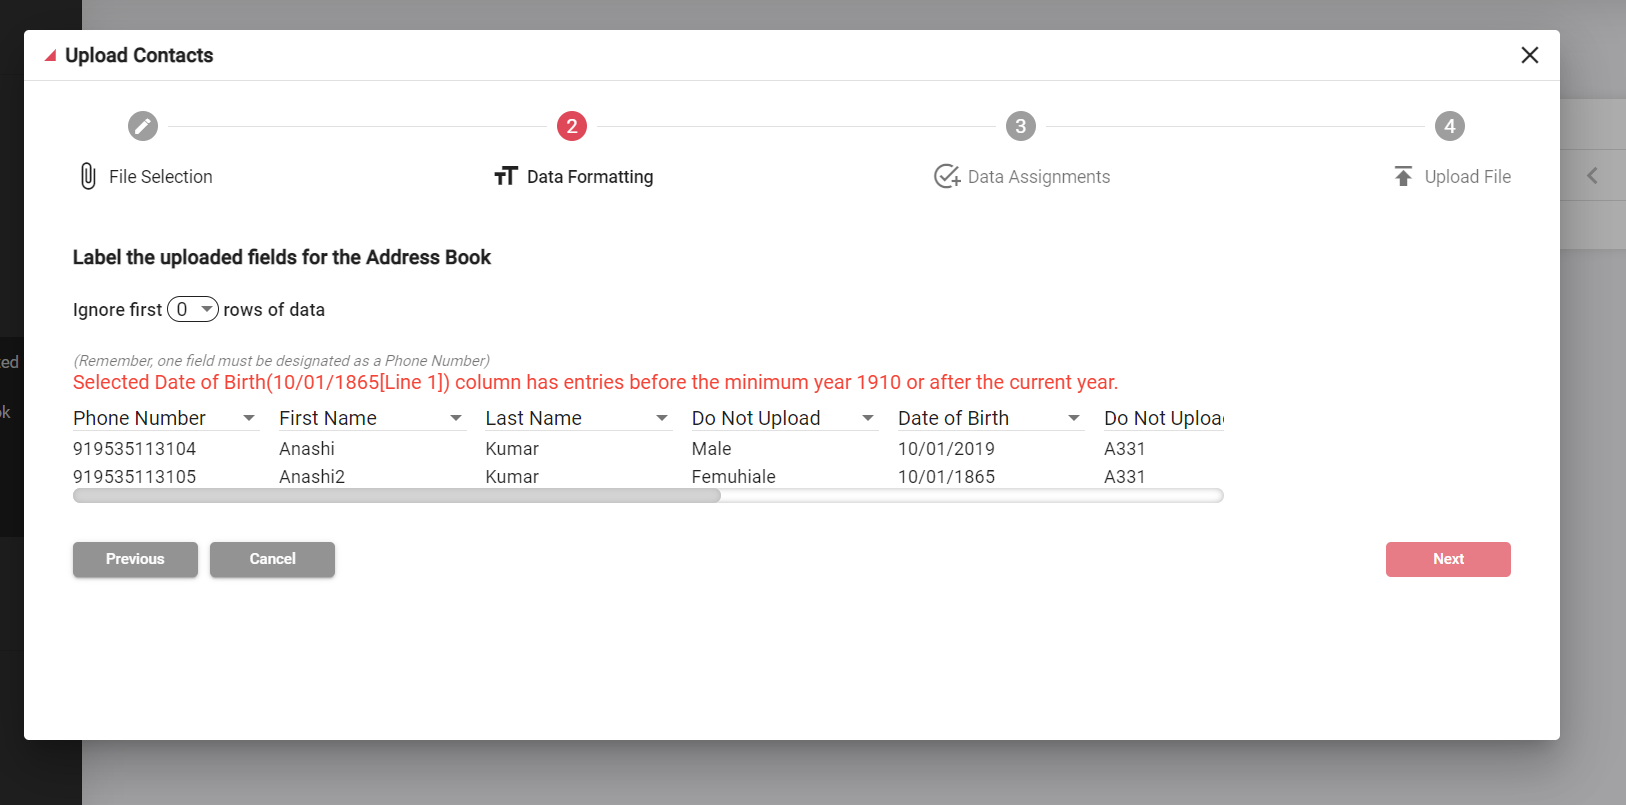 Upload Contacts
2
3
4
File Selection
Data Formatting
Data Assignments
Upload File
Label the uploaded fields for the Address Book
Ignore first 0 rows of data
(Remember, one field must be designated as a Phone Number)
Selected Date of Birth(10/01/1865[Line 1]) column has entries before the minimum year 1910 or after the current year.
Phone Number First Name Last Name Do Not Upload Date of Birth Do Not Uploa
919535113104 Anashi Kumar Male 10/01/2019 A331
919535113105 Anashi2 Kumar Femuhiale 10/01/1865 A331
Previous Cancel Next